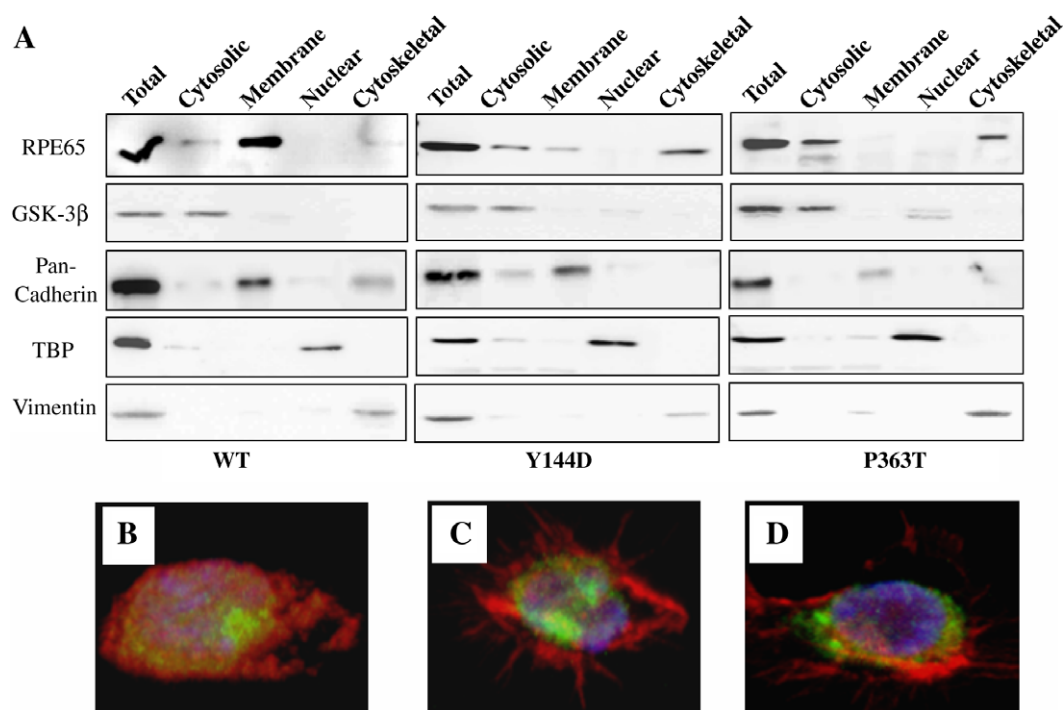 A
Total Cytosolic Membrane Nuclear Cytoskeletal
Total Cytosolic Membrane Nuclear Cytoskeletal
Total Cytosolic Membrane Nuclear Cytoskeletal
RPE65
GSK-3β
Pan-
Cadherin
TBP
Vimentin
WT
Y144D
P363T
B
C
D